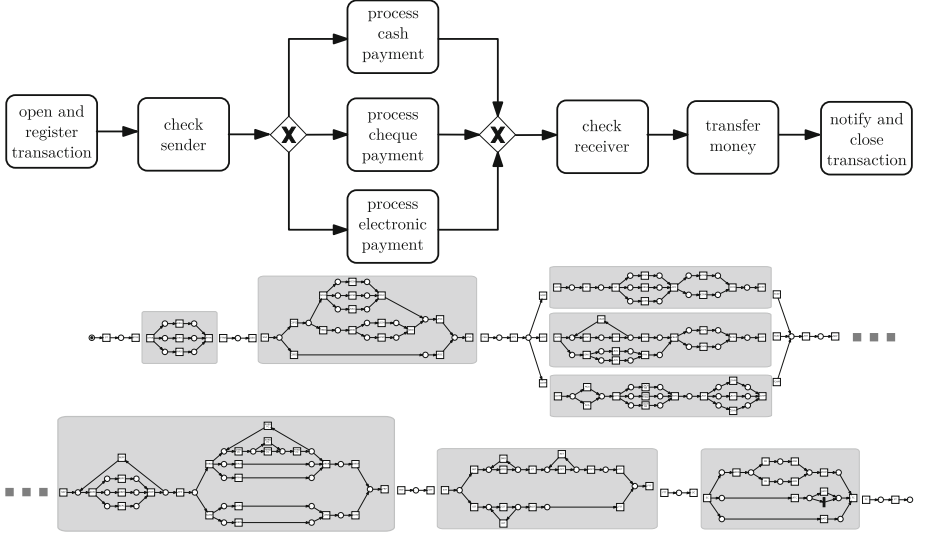 process
cash
payment
open and
register
transaction
check
sender
X
process
cheque
payment
X
check
receiver
transfer
money
notify and
close
transaction
process
electronic
payment